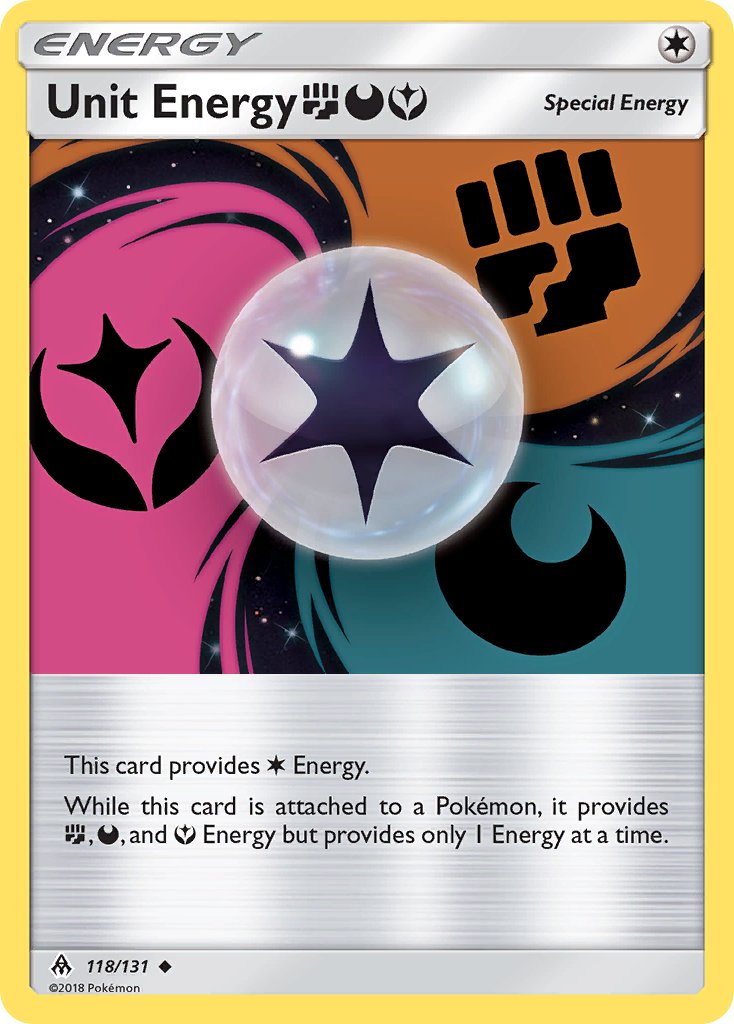 ENERGY
Unit Energy
Special Energy
This card provides Energy.
While this card is attached to a Pokémon, it provides
, , and Energy but provides only 1 Energy at a time.
118/131
©2018 Pokémon